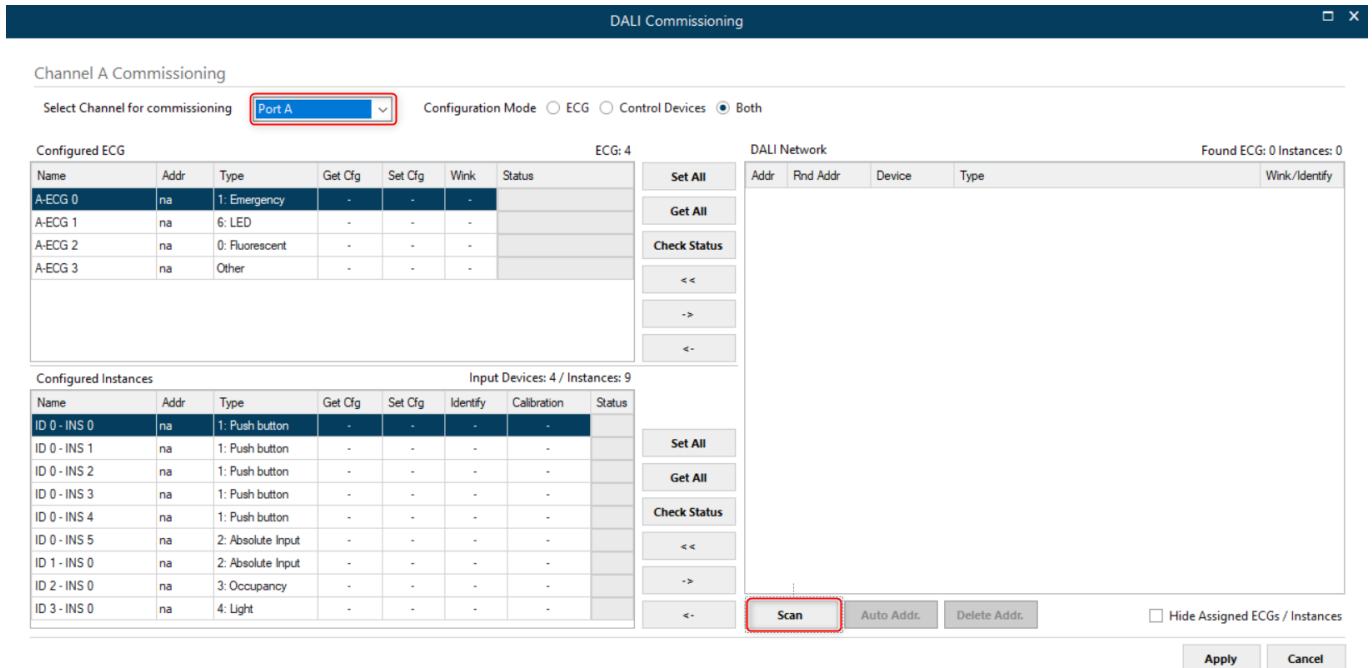 DALI Commissioning
Channel A Commissioning
Select Channel for commissioning Port A Configuration Mode ECG Control Devices Both
Configured ECG ECG: 4
Name Addr Type Get Cfg Set Cfg Wink Status
A-ECG 0 na 1: Emergency - - -
A-ECG 1 na 6: LED - - -
A-ECG 2 na 0: Fluorescent - - -
A-ECG 3 na Other - - -
Set All
Get All
Check Status
<<
->
<-
Configured Instances Input Devices: 4 / Instances: 9
Name Addr Type Get Cfg Set Cfg Identify Calibration Status
ID 0 - INS 0 na 1: Push button - - - -
ID 0 - INS 1 na 1: Push button - - - -
ID 0 - INS 2 na 1: Push button - - - -
ID 0 - INS 3 na 1: Push button - - - -
ID 0 - INS 4 na 1: Push button - - - -
ID 0 - INS 5 na 2: Absolute Input - - - -
ID 1 - INS 0 na 2: Absolute Input - - - -
ID 2 - INS 0 na 3: Occupancy - - - -
ID 3 - INS 0 na 4: Light - - - -
Set All
Get All
Check Status
<<
->
<-
DALI Network Found ECG: 0 Instances: 0
Addr Rnd Addr Device Type Wink/Identify
Scan Auto Addr. Delete Addr. Hide Assigned ECGs / Instances
Apply Cancel